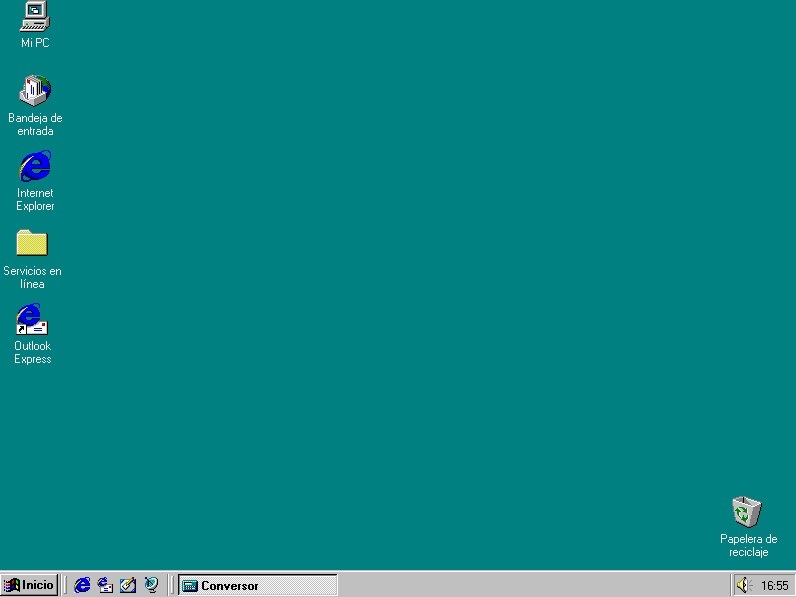 Mi PC
Bandeja de
entrada
Internet
Explorer
Servicios en
línea
Outlook
Express
Papelera de
reciclaje
Inicio
Conversor
16:55